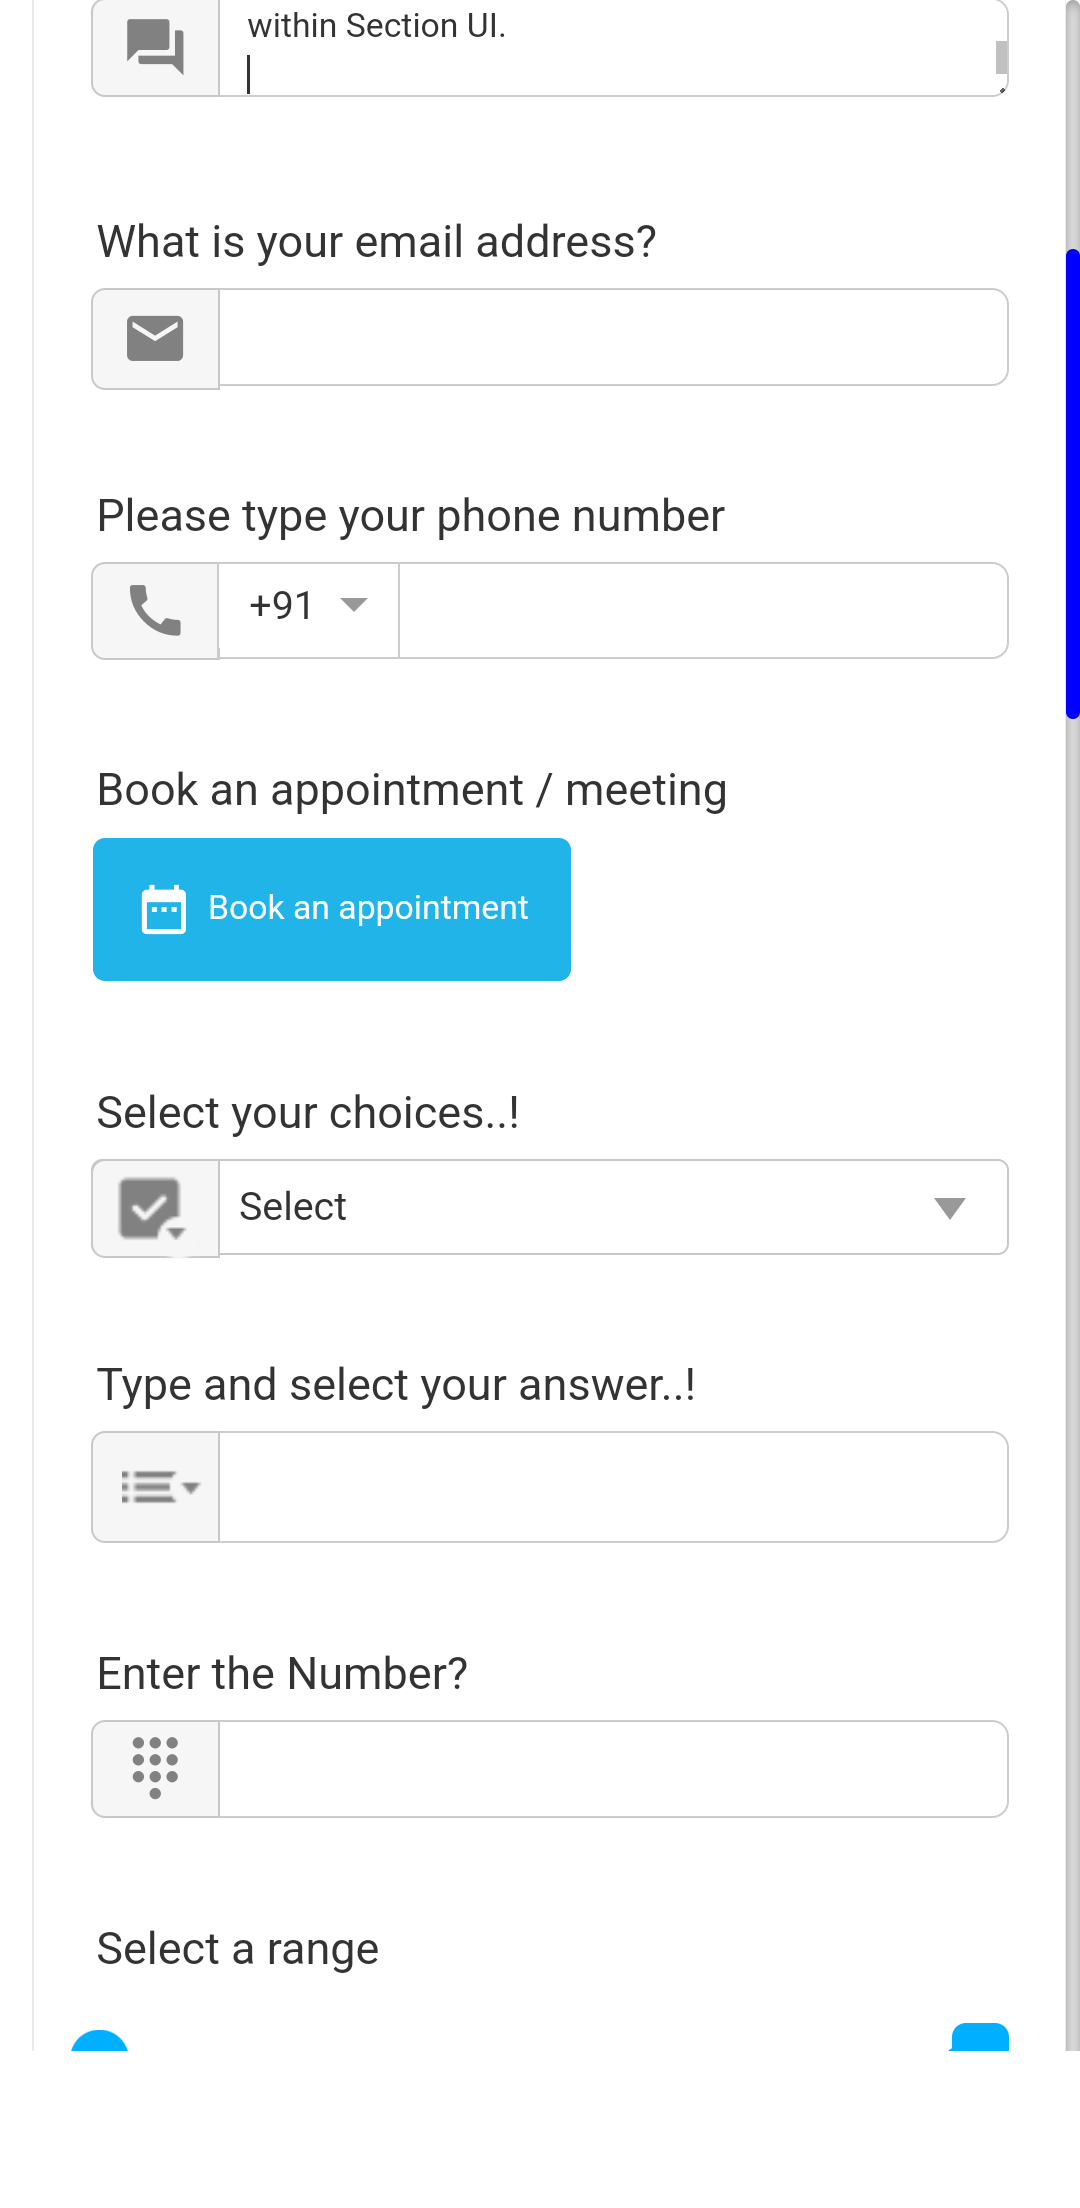 within Section UI.
What is your email address?
Please type your phone number
+91
Book an appointment / meeting
Book an appointment
Select your choices..!
Select
Type and select your answer..!
Enter the Number?
Select a range